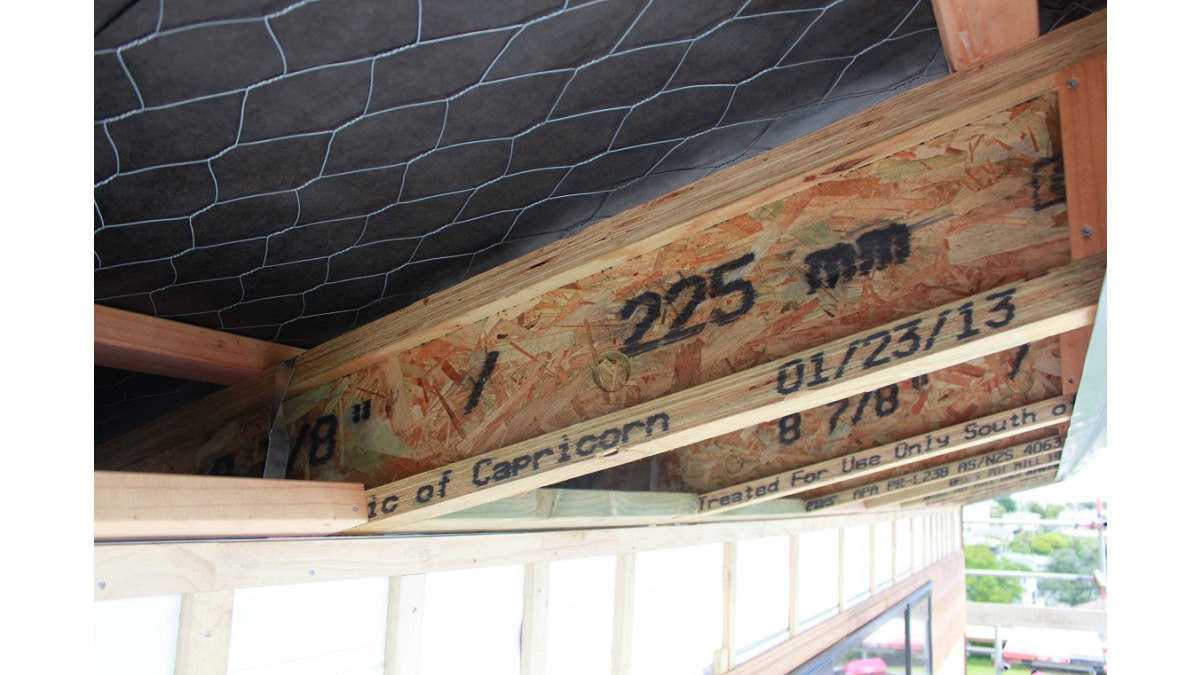 8 7/8" / 225 mm
ic of Capricorn 01/23/13
8 7/8" /
Treated For Use Only South of
APA PR-L238 AS/NZS 4063